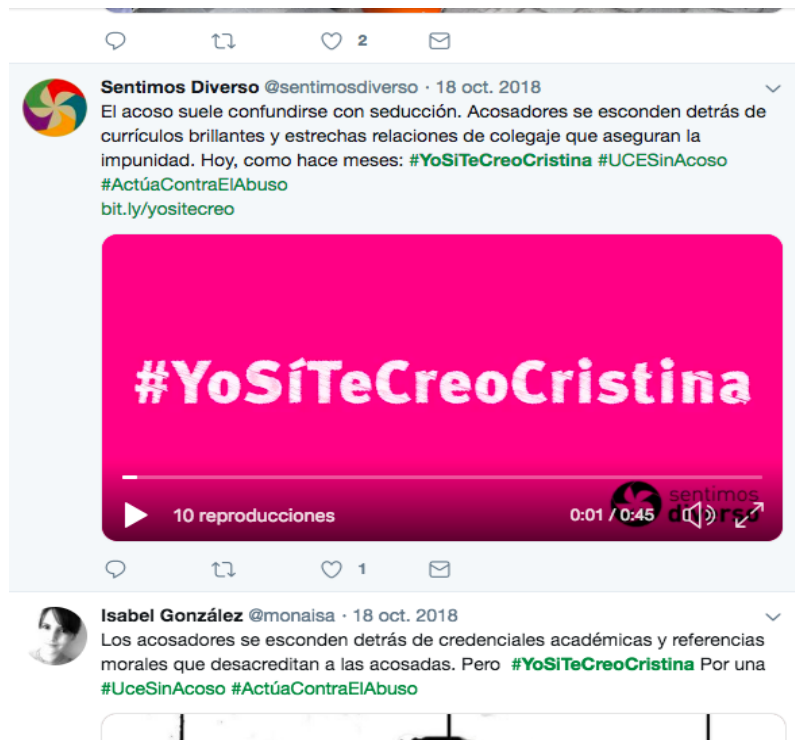 2
Sentimos Diverso @sentimosdiverso · 18 oct. 2018
El acoso suele confundirse con seducción. Acosadores se esconden detrás de
currículos brillantes y estrechas relaciones de colegaje que aseguran la
impunidad. Hoy, como hace meses: #YoSiTeCreoCristina #UCESinAcoso
#ActúaContraElAbuso
bit.ly/yositecreo
#YoSíTeCreoCristina
sentimos
diverso
10 reproducciones 0:01 / 0:45
1
Isabel González @monaisa · 18 oct. 2018
Los acosadores se esconden detrás de credenciales académicas y referencias
morales que desacreditan a las acosadas. Pero #YoSiTeCreoCristina Por una
#UceSinAcoso #ActúaContraElAbuso